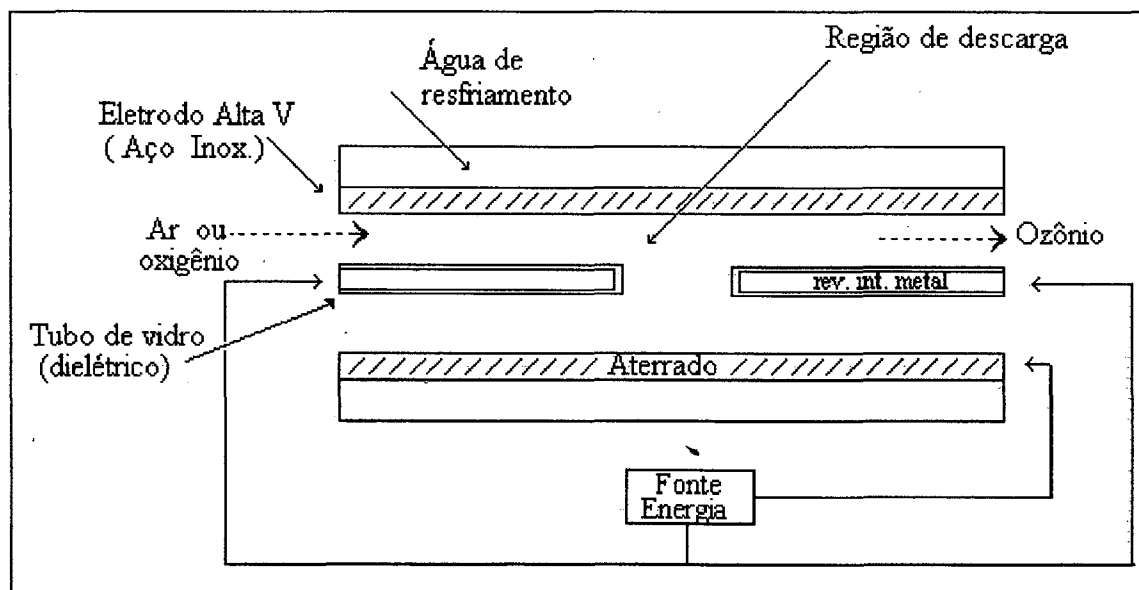 Região de descarga
Água de
resfriamento
Eletrodo Alta V
( Aço Inox.)
Ar ou
oxigênio
Ozônio
rev. int. metal
Tubo de vidro
(dielétrico)
Aterrado
Fonte
Energia